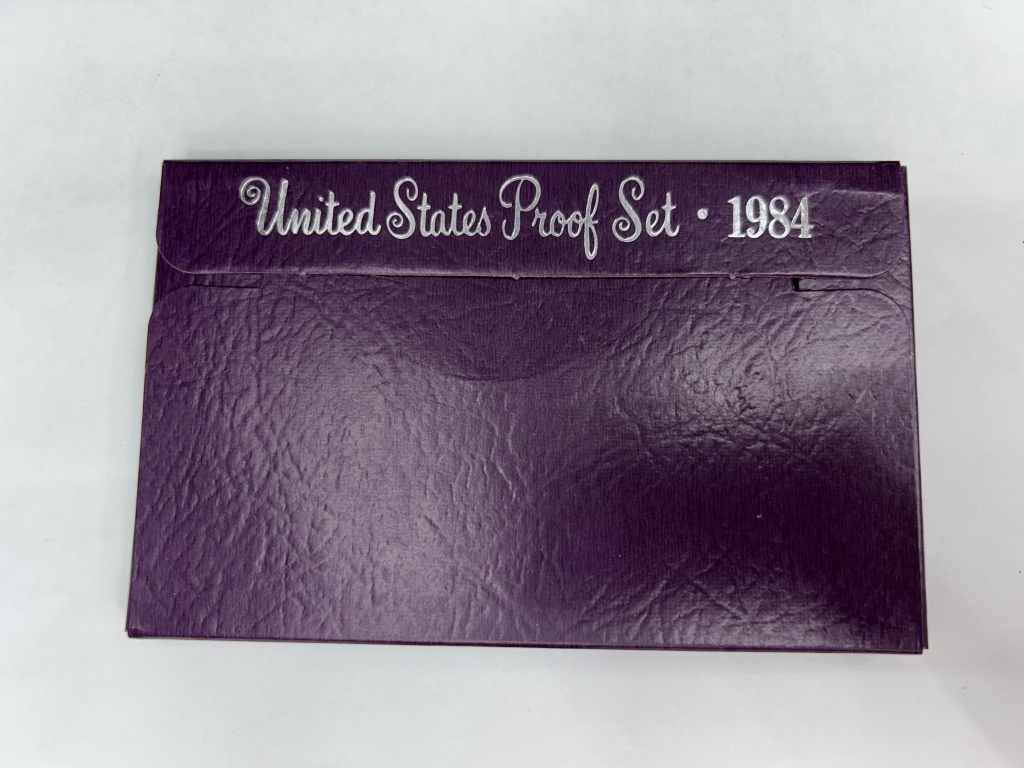 United States Proof Set • 1984